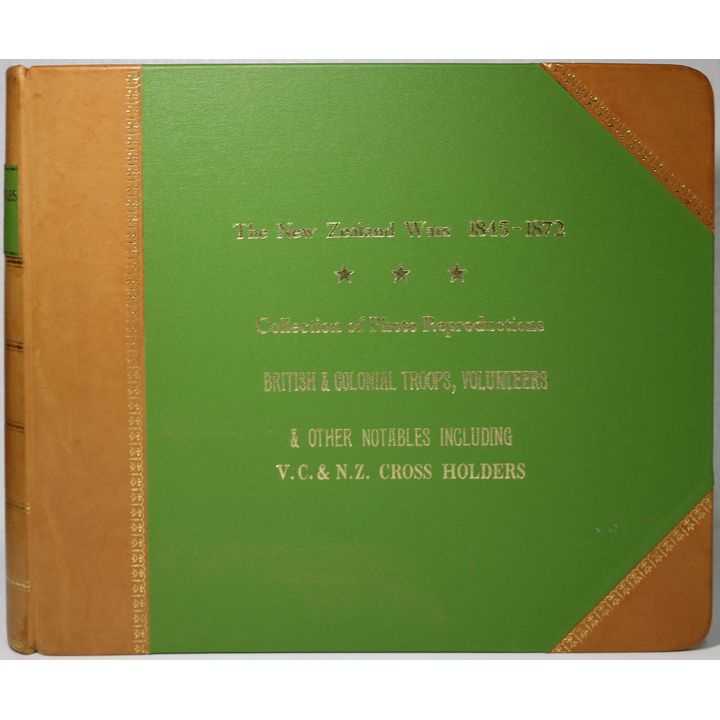 The New Zealand Wars 1845-1872
Collection of Photo Reproductions
BRITISH & COLONIAL TROOPS, VOLUNTEERS
& OTHER NOTABLES INCLUDING
V.C. & N.Z. CROSS HOLDERS